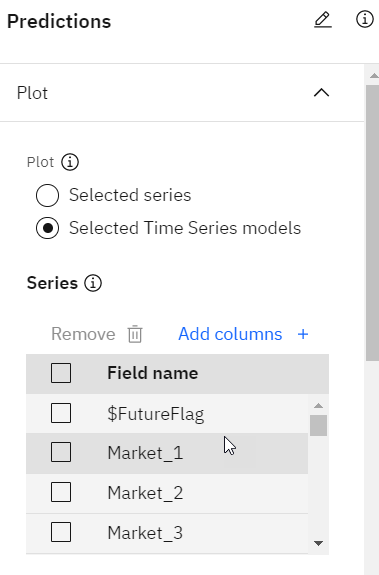 Predictions
Plot
Plot
Selected series
Selected Time Series models
Series
Remove Add columns +
Field name
$FutureFlag
Market_1
Market_2
Market_3